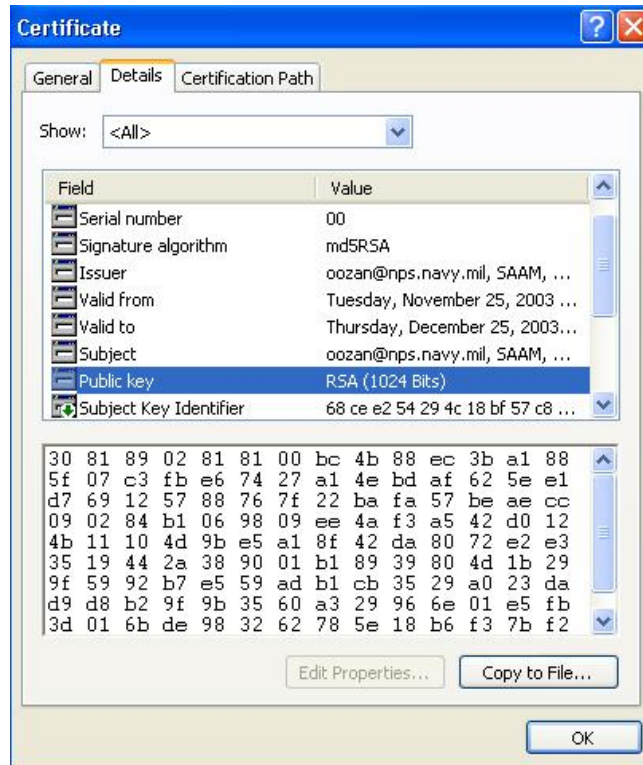 Certificate
General Details Certification Path
Show: <All>
Field Value
Serial number 00
Signature algorithm md5RSA
Issuer oozan@nps.navy.mil, SAAM, ...
Valid from Tuesday, November 25, 2003 ...
Valid to Thursday, December 25, 2003...
Subject oozan@nps.navy.mil, SAAM, ...
Public key RSA (1024 Bits)
Subject Key Identifier 68 ce e2 54 29 4c 18 bf 57 c8 ...
30 81 89 02 81 81 00 bc 4b 88 ec 3b a1 88
5f 07 c3 fb e6 74 27 a1 4e bd af 62 5e e1
d7 69 12 57 88 76 7f 22 ba fa 57 be ae cc
09 02 84 b1 06 98 09 ee 4a f3 a5 42 d0 12
4b 11 10 4d 9b e5 a1 8f 42 da 80 72 e2 e3
35 19 44 2a 38 90 01 b1 89 39 80 4d 1b 29
9f 59 92 b7 e5 59 ad b1 cb 35 29 a0 23 da
d9 d8 b2 9f 9b 35 60 a3 29 96 6e 01 e5 fb
3d 01 6b de 98 32 62 78 5e 18 b6 f3 7b f2
Edit Properties... Copy to File...
OK